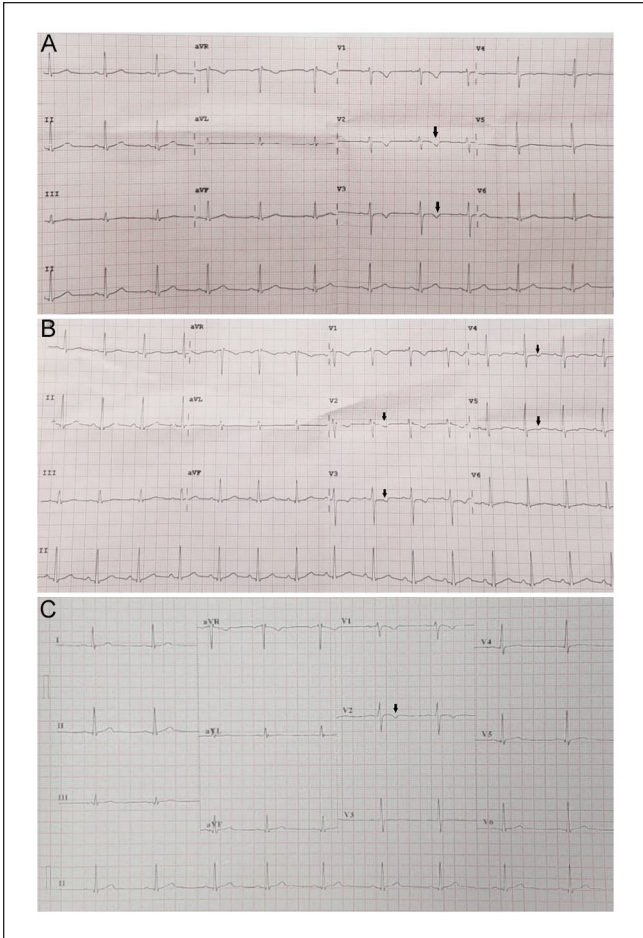 A
aVR V1 V4
II aVL V2 V5
III aVF V3 V6
II
B
aVR V1 V4
II aVL V2 V5
III aVF V3 V6
II
C
I aVR V1 V4
II aVL V2 V5
III aVF V3 V6
II